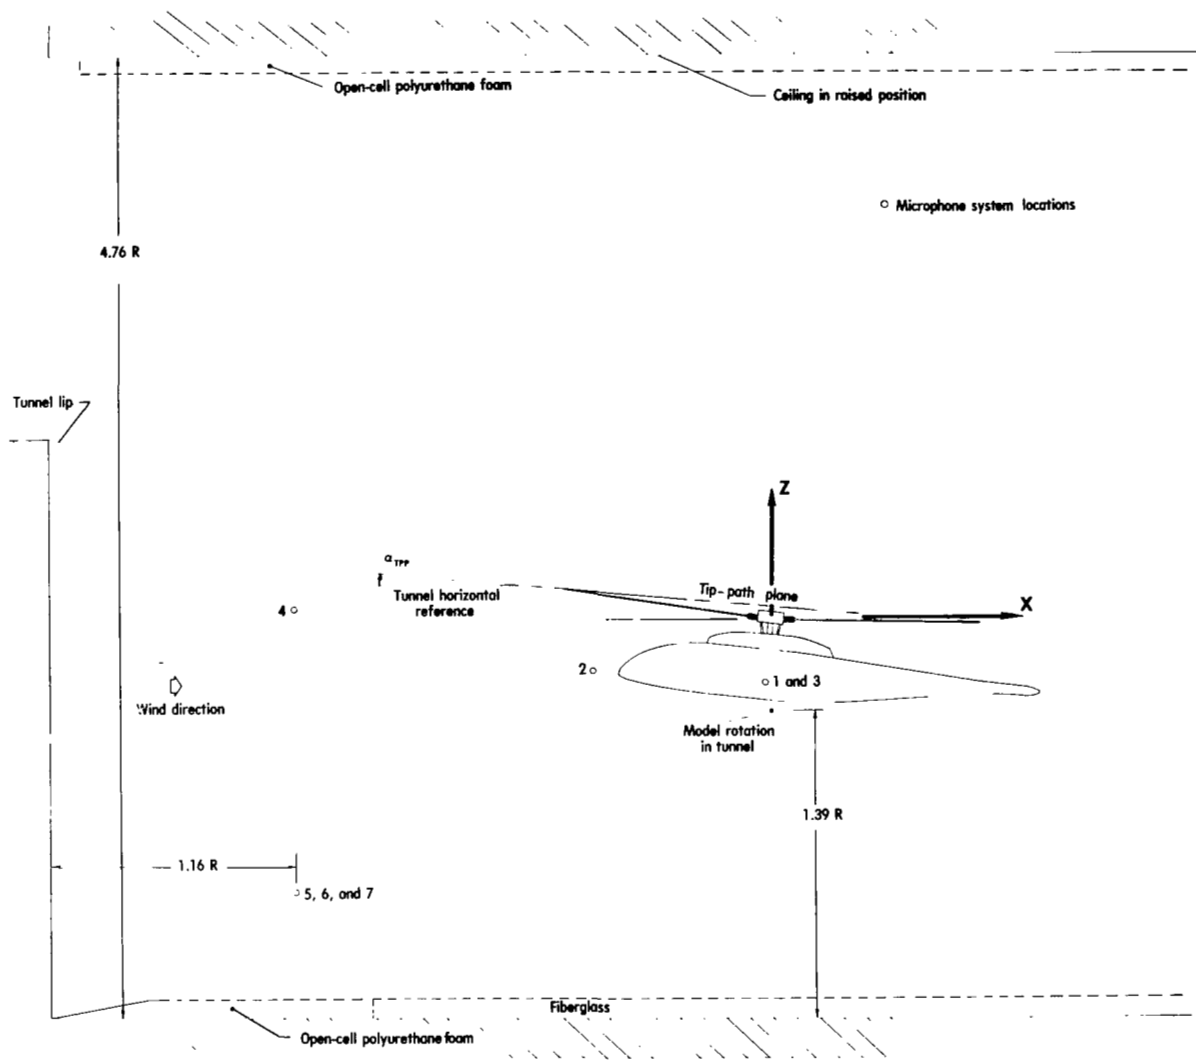 Open-cell polyurethane foam
Ceiling in raised position
Microphone system locations
4.76 R
Tunnel lip
Z
α TPP
Tip-path plane
Tunnel horizontal
reference
X
4
2
1 and 3
Wind direction
Model rotation
in tunnel
1.39 R
1.16 R
5, 6, and 7
Fiberglass
Open-cell polyurethane foam